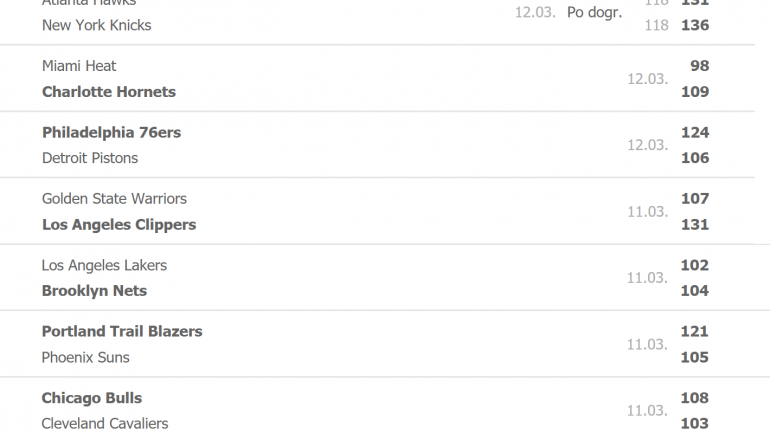 Atlanta Hawks 118 131
12.03. Po dogr.
New York Knicks 118 136
Miami Heat 98
12.03.
Charlotte Hornets 109
Philadelphia 76ers 124
12.03.
Detroit Pistons 106
Golden State Warriors 107
11.03.
Los Angeles Clippers 131
Los Angeles Lakers 102
11.03.
Brooklyn Nets 104
Portland Trail Blazers 121
11.03.
Phoenix Suns 105
Chicago Bulls 108
11.03.
Cleveland Cavaliers 103